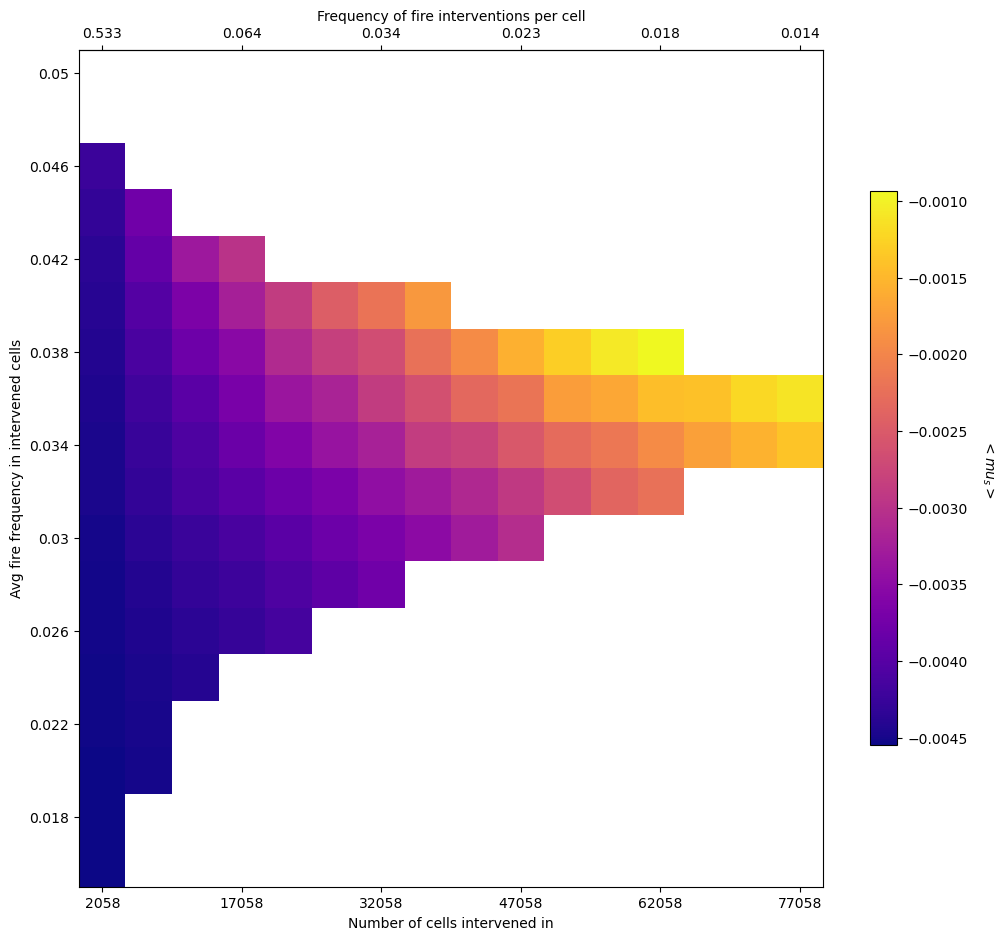 Frequency of fire interventions per cell
0.533 0.064 0.034 0.023 0.018 0.014
Avg fire frequency in intervened cells
0.05
0.046
0.042
0.038
0.034
0.03
0.026
0.022
0.018
2058 17058 32058 47058 62058 77058
Number of cells intervened in
−0.0010
−0.0015
−0.0020
−0.0025
−0.0030
−0.0035
−0.0040
−0.0045
< mu_s >